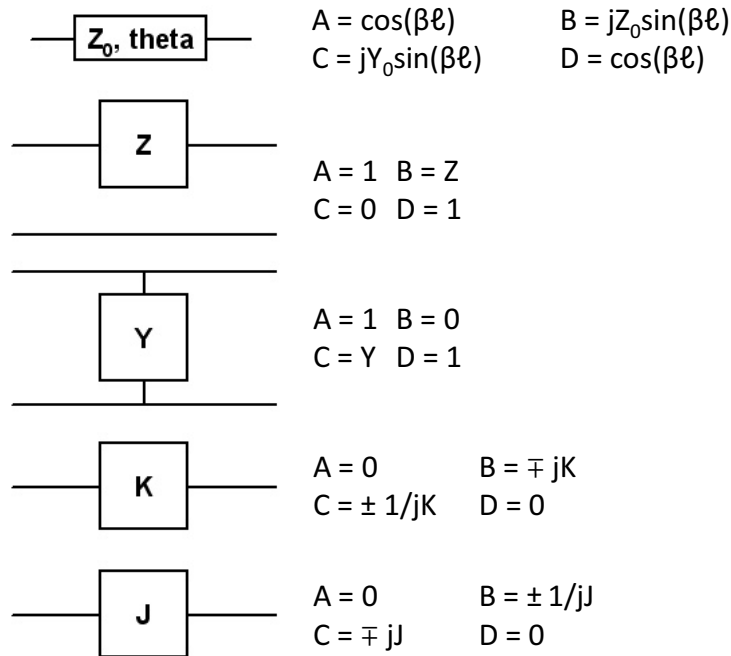 Z₀, theta
A = cos(βℓ) B = jZ₀sin(βℓ)
C = jY₀sin(βℓ) D = cos(βℓ)
Z
A = 1 B = Z
C = 0 D = 1
Y
A = 1 B = 0
C = Y D = 1
K
A = 0 B = ∓ jK
C = ± 1/jK D = 0
J
A = 0 B = ± 1/jJ
C = ∓ jJ D = 0